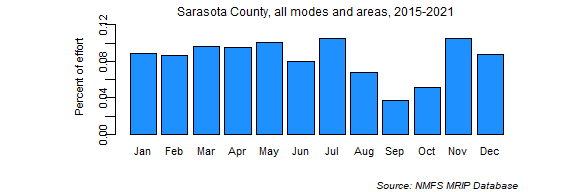 Sarasota County, all modes and areas, 2015-2021
Percent of effort
0.12
0.08
0.04
0.00
Jan Feb Mar Apr May Jun Jul Aug Sep Oct Nov Dec
Source: NMFS MRIP Database